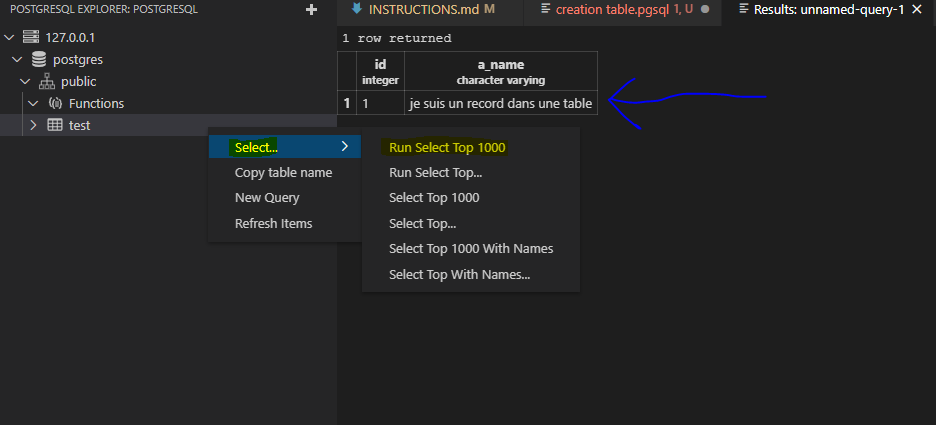 POSTGRESQL EXPLORER: POSTGRESQL
127.0.0.1
postgres
public
Functions
test
INSTRUCTIONS.md M
creation table.pgsql 1, U
Results: unnamed-query-1
1 row returned
id a_name
integer character varying
1 1 je suis un record dans une table
Select...
Copy table name
New Query
Refresh Items
Run Select Top 1000
Run Select Top...
Select Top 1000
Select Top...
Select Top 1000 With Names
Select Top With Names...